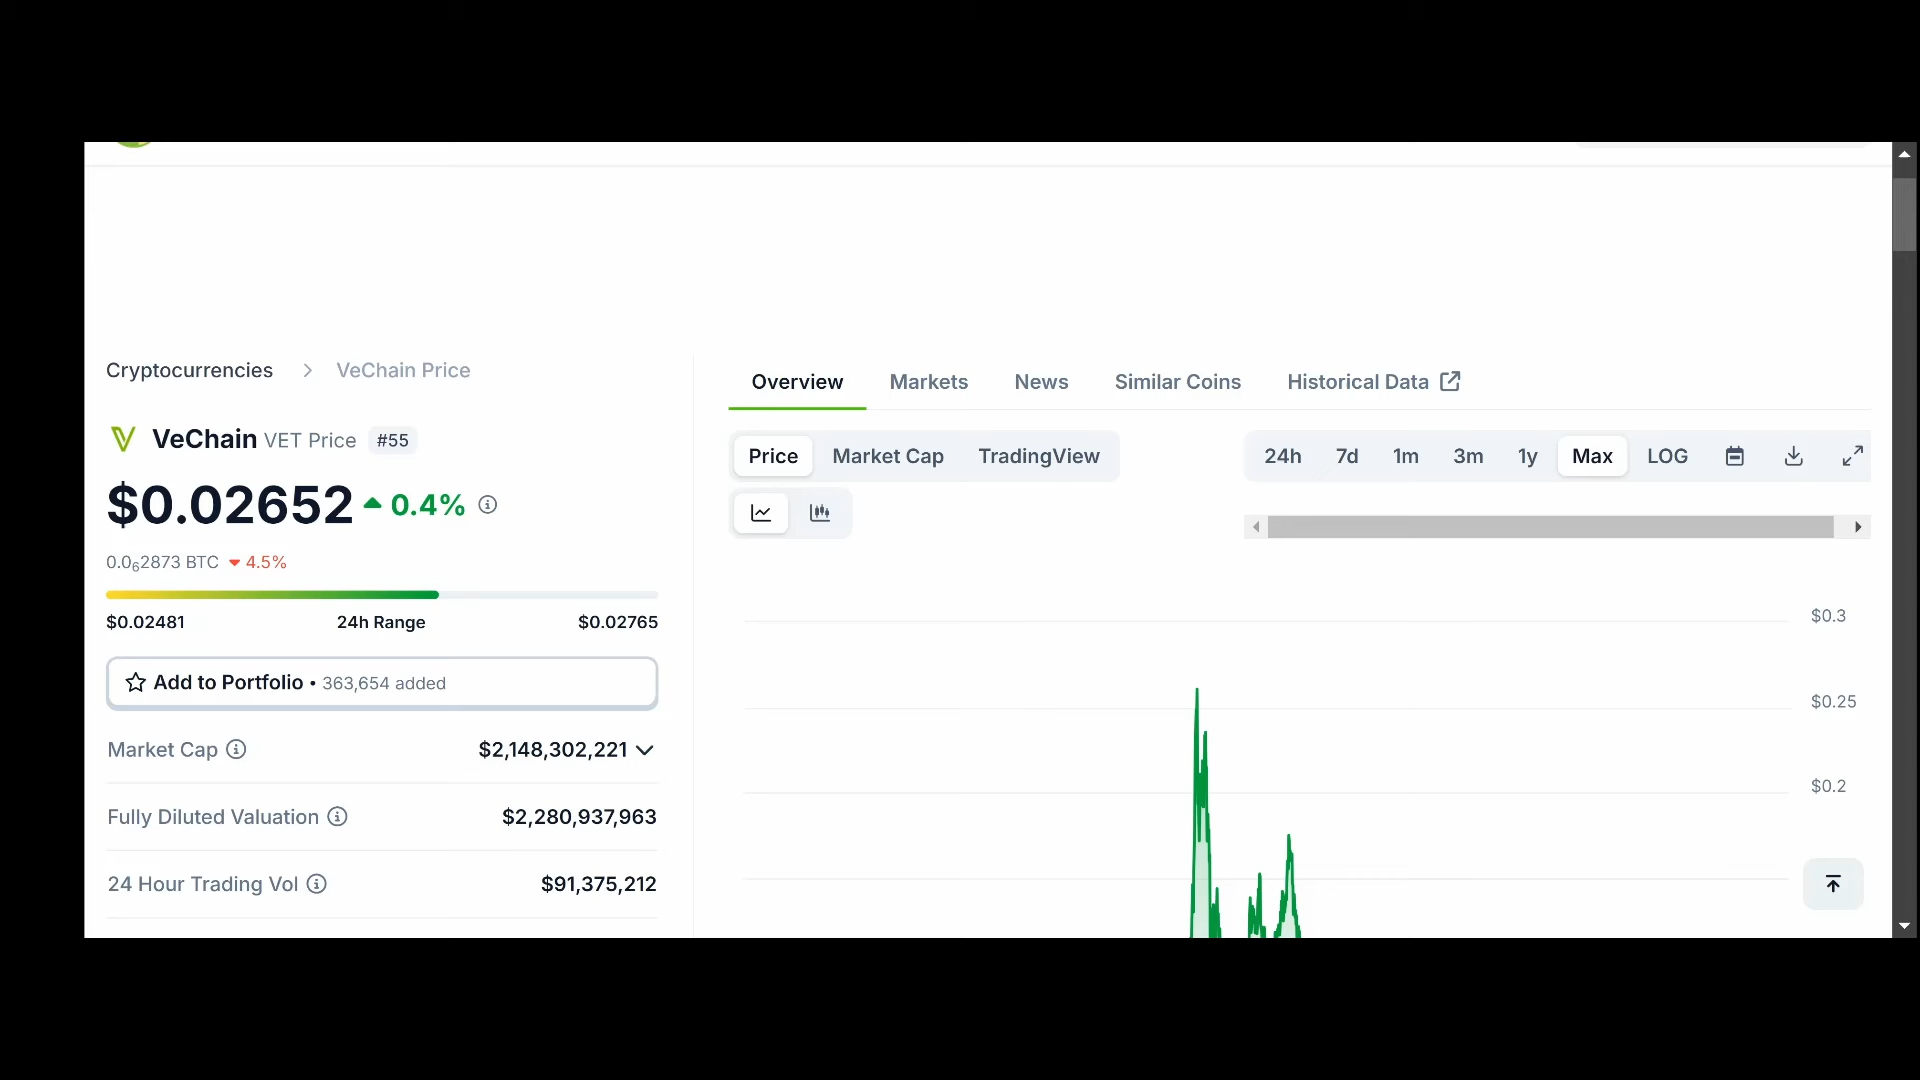 Cryptocurrencies > VeChain Price
VeChain VET Price #55
$0.02652 0.4%
0.0₆2873 BTC 4.5%
$0.02481 24h Range $0.02765
Add to Portfolio • 363,654 added
Market Cap $2,148,302,221
Fully Diluted Valuation $2,280,937,963
24 Hour Trading Vol $91,375,212
Overview Markets News Similar Coins Historical Data
Price Market Cap TradingView
24h 7d 1m 3m 1y Max LOG
$0.3
$0.25
$0.2